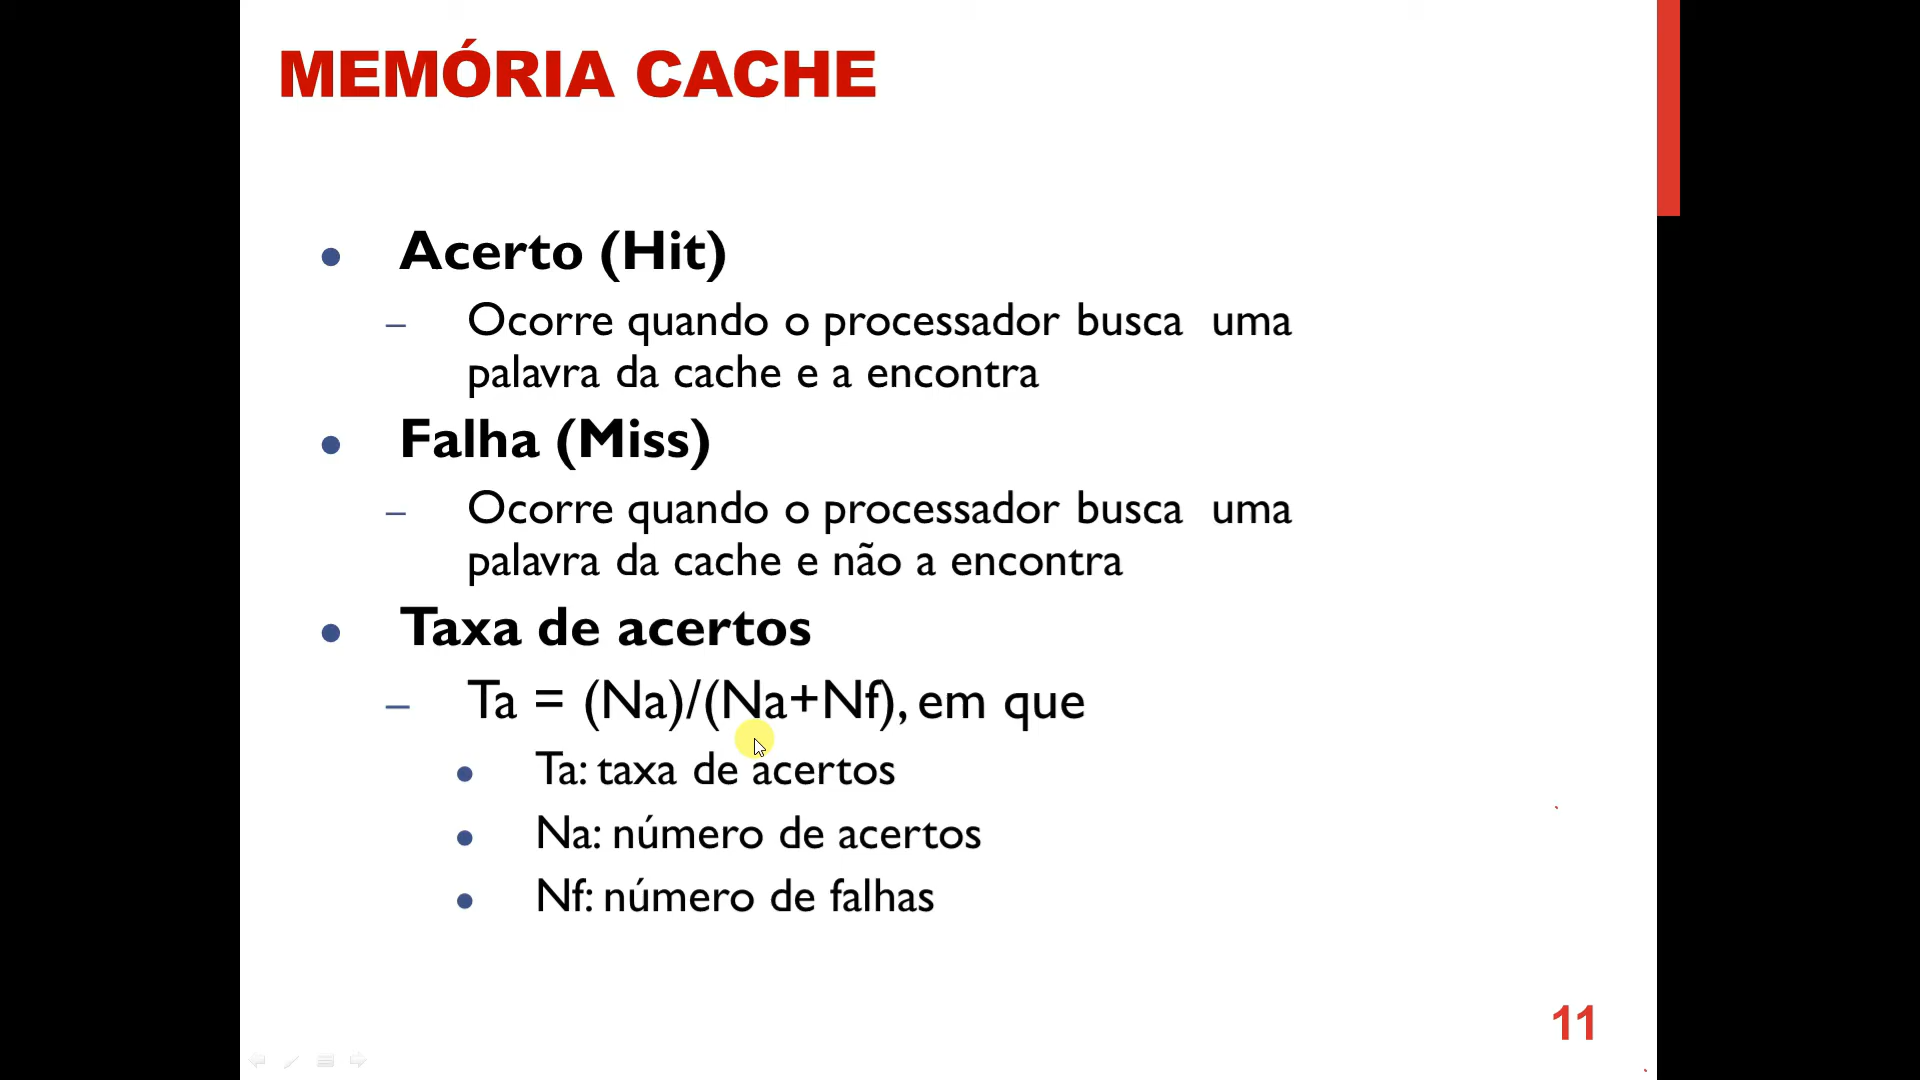 MEMÓRIA CACHE
● Acerto (Hit)
– Ocorre quando o processador busca uma
palavra da cache e a encontra
● Falha (Miss)
– Ocorre quando o processador busca uma
palavra da cache e não a encontra
● Taxa de acertos
– Ta = (Na)/(Na+Nf), em que
● Ta: taxa de acertos
● Na: número de acertos
● Nf: número de falhas
11